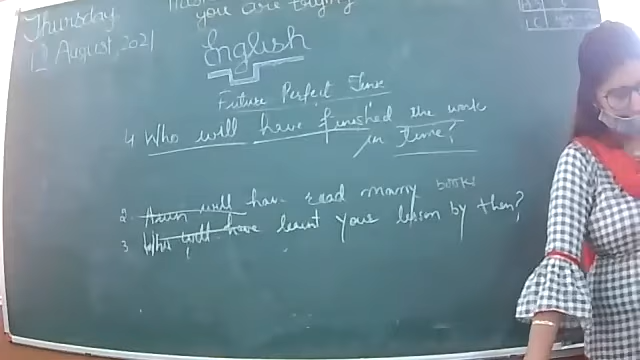 Thursday
12 August, 2021
you are trying
English
Future Perfect Tense
4 Who will have finished the work
in time?
2. Arun will have read many books
3 Who will have learnt your lesson by then?